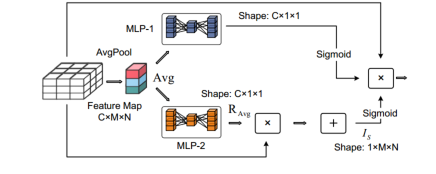 MLP-1
Shape: C×1×1
AvgPool
Sigmoid
Avg
×
Feature Map
C×M×N
Shape: C×1×1
R_Avg
Sigmoid
×
+
I_S
MLP-2
Shape: 1×M×N